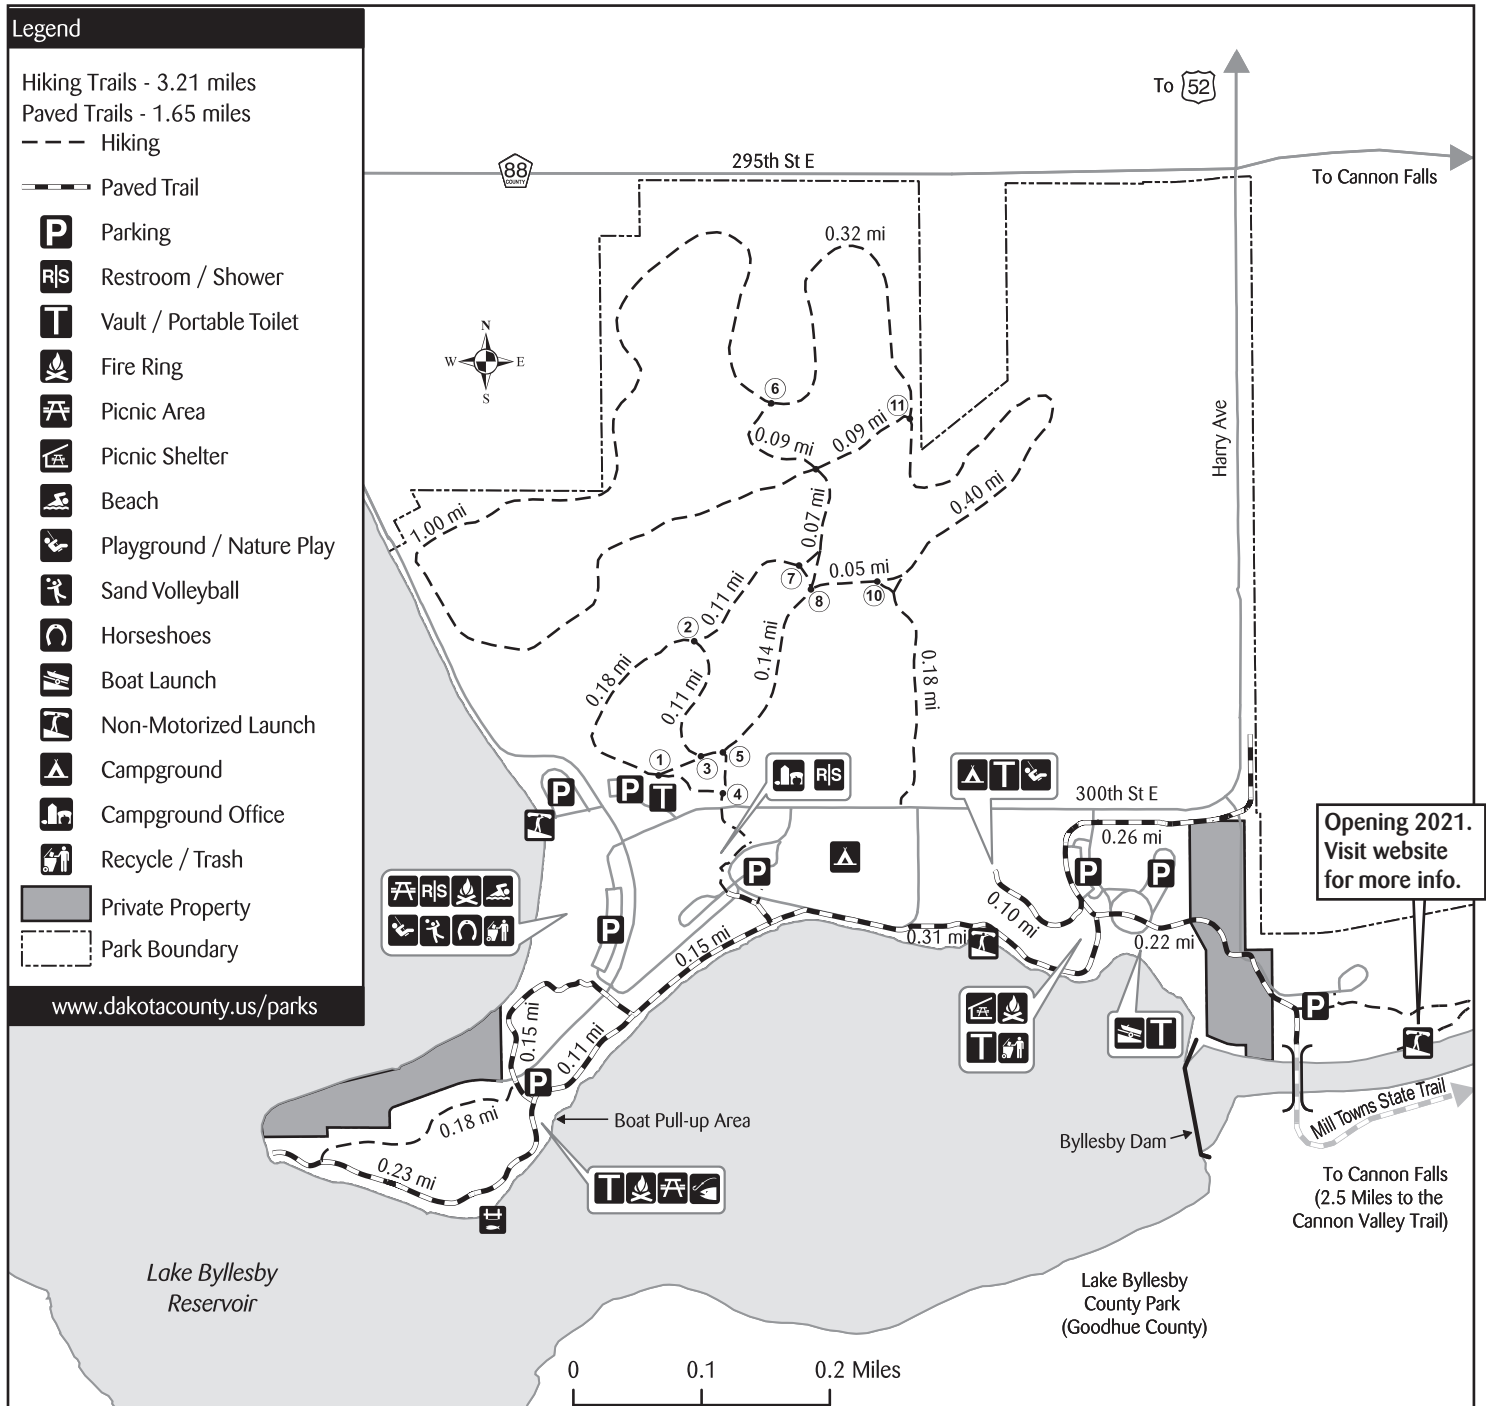 Legend
Hiking Trails - 3.21 miles
Paved Trails - 1.65 miles
Hiking
Paved Trail
P Parking
R|S Restroom / Shower
T Vault / Portable Toilet
Fire Ring
Picnic Area
Picnic Shelter
Beach
Playground / Nature Play
Sand Volleyball
Horseshoes
Boat Launch
Non-Motorized Launch
Campground
Campground Office
Recycle / Trash
Private Property
Park Boundary
www.dakotacounty.us/parks
To 52
88
COUNTY
295th St E
To Cannon Falls
0.32 mi
N
W E
S
6
11
0.09 mi
0.09 mi
Harry Ave
1.00 mi
0.07 mi
0.40 mi
7
0.05 mi
8
10
0.11 mi
2
0.14 mi
0.18 mi
0.11 mi
0.18 mi
1
3
5
4
R|S
T
P
P
T
300th St E
0.26 mi
Opening 2021.
Visit website
for more info.
P
P
P
R|S
0.10 mi
P
0.15 mi
0.31 mi
0.22 mi
0.15 mi
0.11 mi
T
T
P
P
0.18 mi
Boat Pull-up Area
Mill Towns State Trail
Byllesby Dam
0.23 mi
T
To Cannon Falls
(2.5 Miles to the
Cannon Valley Trail)
Lake Byllesby
Reservoir
Lake Byllesby
County Park
(Goodhue County)
0 0.1 0.2 Miles